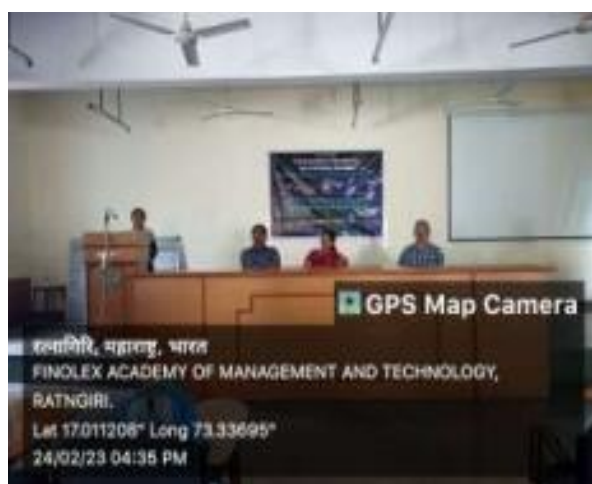 GPS Map Camera
रत्नागिरि, महाराष्ट्र, भारत
FINOLEX ACADEMY OF MANAGEMENT AND TECHNOLOGY,
RATNGIRI.
Lat 17.011208° Long 73.33695°
24/02/23 04:35 PM